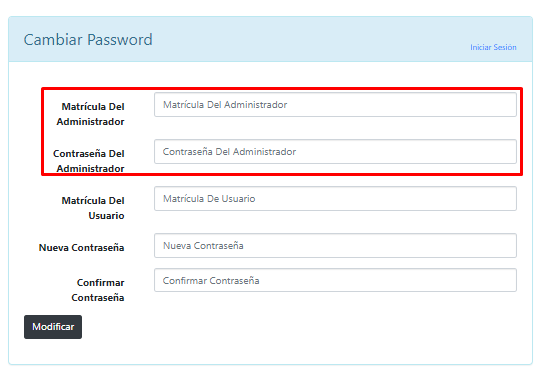 Cambiar Password
Iniciar Sesión
Matrícula Del
Administrador
Matrícula Del Administrador
Contraseña Del
Administrador
Contraseña Del Administrador
Matrícula Del
Usuario
Matrícula De Usuario
Nueva Contraseña
Nueva Contraseña
Confirmar
Contraseña
Confirmar Contraseña
Modificar